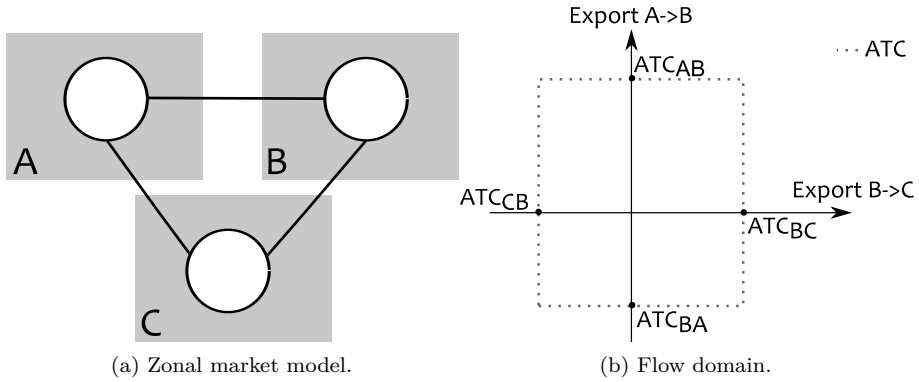 A
B
C
(a) Zonal market model.
Export A->B
ATC
ATCAB
ATCCB
Export B->C
ATCBC
ATCBA
(b) Flow domain.